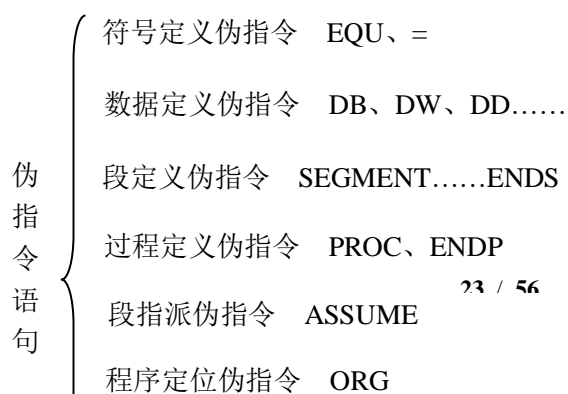 符号定义伪指令 EQU、=
数据定义伪指令 DB、DW、DD……
段定义伪指令 SEGMENT……ENDS
过程定义伪指令 PROC、ENDP
伪指令语句
23 / 56
段指派伪指令 ASSUME
程序定位伪指令 ORG